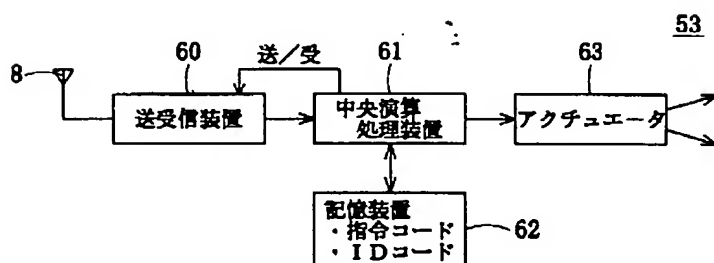 53
60
送/受
61
63
8
送受信装置
中央演算
処理装置
アクチュエータ
記憶装置
・指令コード
・IDコード
62